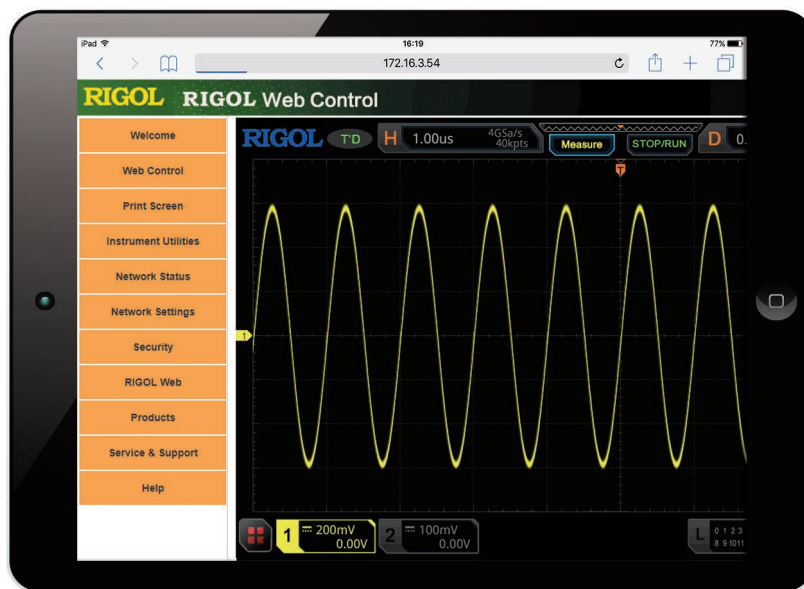 iPad 16:19 77%
172.16.3.54
RIGOL RIGOL Web Control
Welcome
Web Control
Print Screen
Instrument Utilities
Network Status
Network Settings
Security
RIGOL Web
Products
Service & Support
Help
RIGOL T'D H 1.00us 4GSa/s
40kpts
Measure STOP/RUN D 0.
T
1
1 200mV
0.00V
2 100mV
0.00V
L 0 1 2 3
8 9 10 11